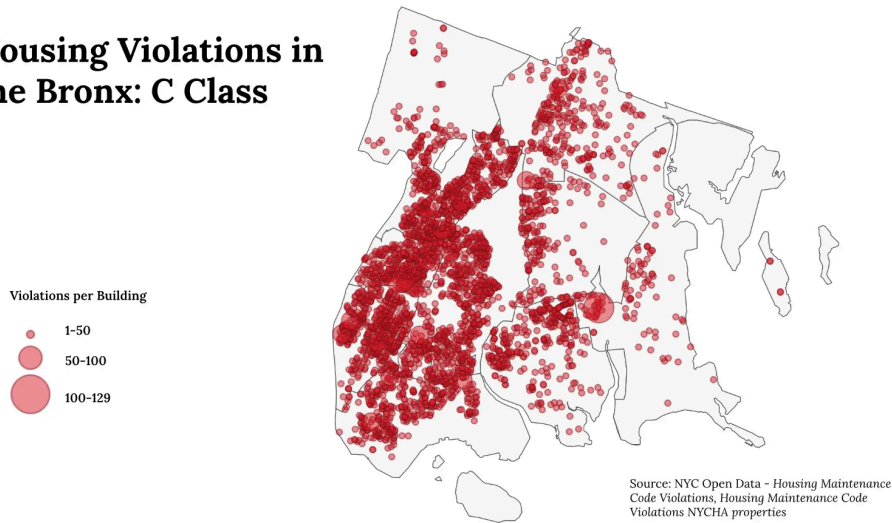 ousing Violations in
he Bronx: C Class
Violations per Building
1-50
50-100
100-129
Source: NYC Open Data - Housing Maintenance
Code Violations, Housing Maintenance Code
Violations NYCHA properties